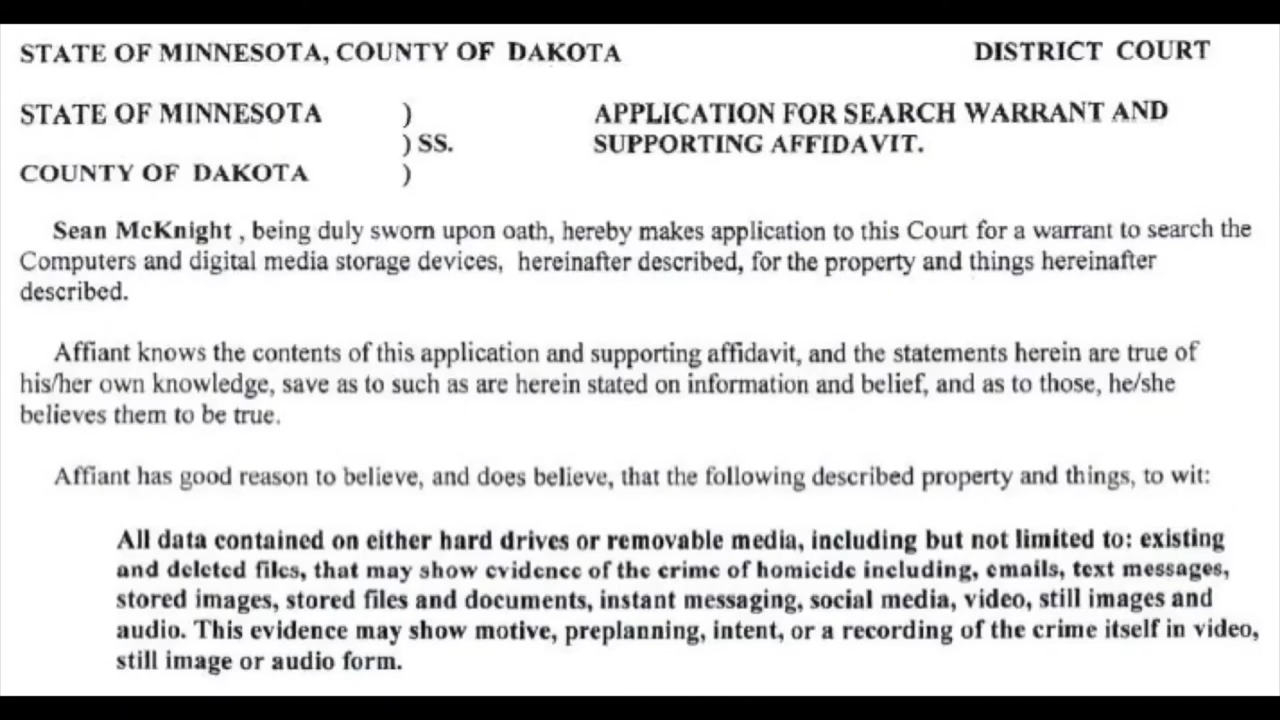 STATE OF MINNESOTA, COUNTY OF DAKOTA DISTRICT COURT
STATE OF MINNESOTA ) APPLICATION FOR SEARCH WARRANT AND
) SS. SUPPORTING AFFIDAVIT.
COUNTY OF DAKOTA )
Sean McKnight , being duly sworn upon oath, hereby makes application to this Court for a warrant to search the
Computers and digital media storage devices, hereinafter described, for the property and things hereinafter
described.
Affiant knows the contents of this application and supporting affidavit, and the statements herein are true of
his/her own knowledge, save as to such as are herein stated on information and belief, and as to those, he/she
believes them to be true.
Affiant has good reason to believe, and does believe, that the following described property and things, to wit:
All data contained on either hard drives or removable media, including but not limited to: existing
and deleted files, that may show evidence of the crime of homicide including, emails, text messages,
stored images, stored files and documents, instant messaging, social media, video, still images and
audio. This evidence may show motive, preplanning, intent, or a recording of the crime itself in video,
still image or audio form.